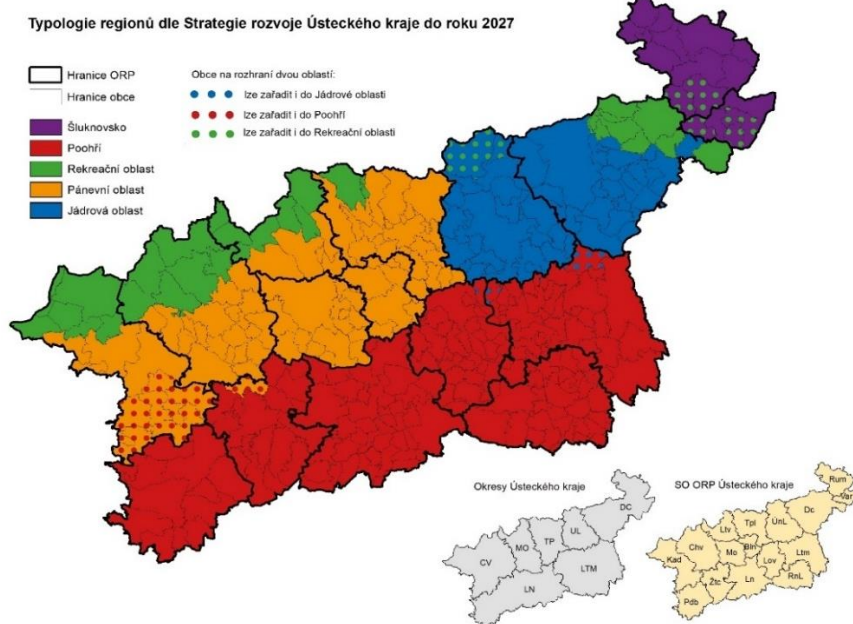 Typologie regionů dle Strategie rozvoje Ústeckého kraje do roku 2027
Hranice ORP
Hranice obce
Šluknovsko
Poohří
Rekreační oblast
Pánevní oblast
Jádrová oblast
Obce na rozhraní dvou oblastí:
lze zařadit i do Jádrové oblasti
lze zařadit i do Poohří
lze zařadit i do Rekreační oblasti
Okresy Ústeckého kraje
DC
UL
TP
MO
CV
LTM
LN
SO ORP Ústeckého kraje
Rum
Var
Dc
ÚnL
Tpl
Ltv
Bln
Chv
Mo
Ltm
Kad
Lov
Žtc
Ln
RnL
Pdb